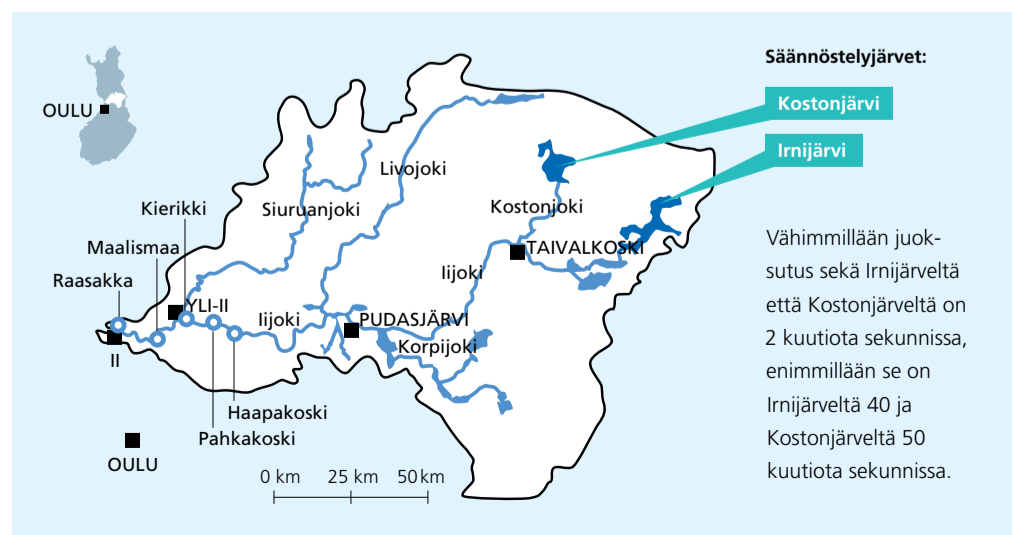 OULU
Säännöstelyjärvet:
Kostonjärvi
Irnijärvi
Livojoki
Siuruanjoki
Kostonjoki
Kierikki
Maalismaa
Raasakka
TAIVALKOSKI
Iijoki
YLI-II
Iijoki
PUDASJÄRVI
Korpijoki
II
Haapakoski
Pahkakoski
OULU
0 km 25 km 50 km
Vähimmillään juok-
sutus sekä Irnijärveltä
että Kostonjärveltä on
2 kuutiota sekunnissa,
enimmillään se on
Irnijärveltä 40 ja
Kostonjärveltä 50
kuutiota sekunnissa.